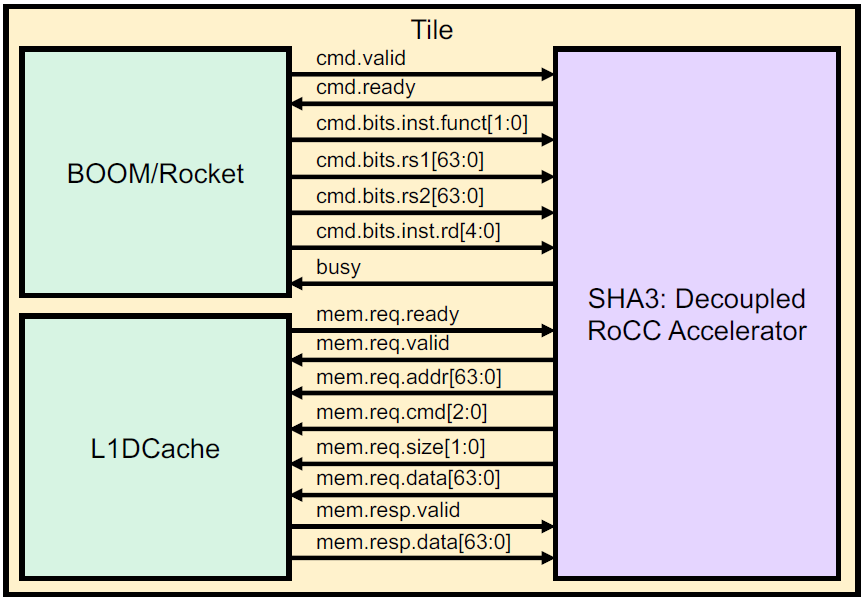 Tile
BOOM/Rocket
cmd.valid
cmd.ready
cmd.bits.inst.funct[1:0]
cmd.bits.rs1[63:0]
cmd.bits.rs2[63:0]
cmd.bits.inst.rd[4:0]
busy
L1DCache
mem.req.ready
mem.req.valid
mem.req.addr[63:0]
mem.req.cmd[2:0]
mem.req.size[1:0]
mem.req.data[63:0]
mem.resp.valid
mem.resp.data[63:0]
SHA3: Decoupled
RoCC Accelerator